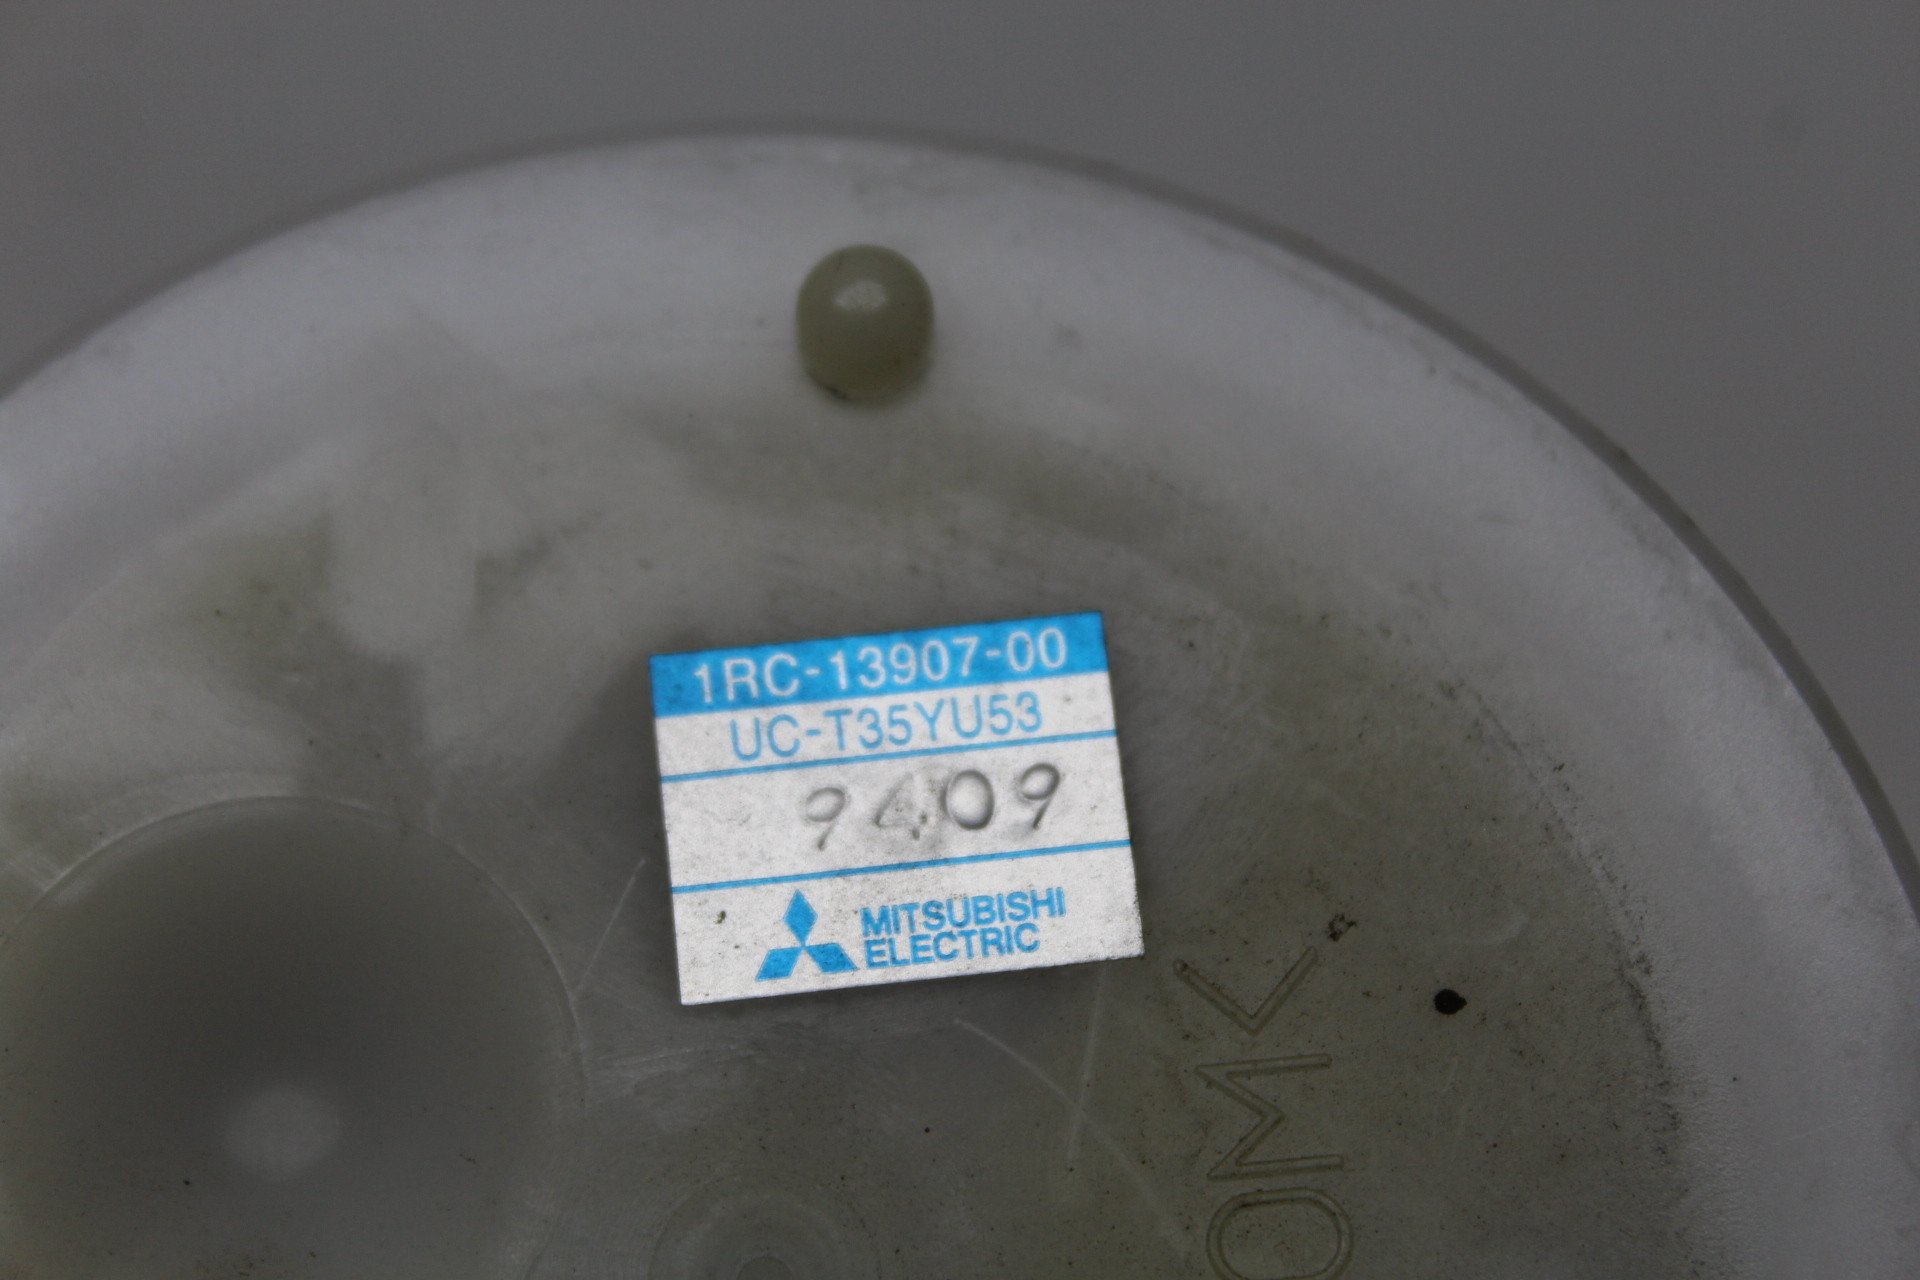 1RC-13907-00
UC-T35YU53
9409
MITSUBISHI
ELECTRIC